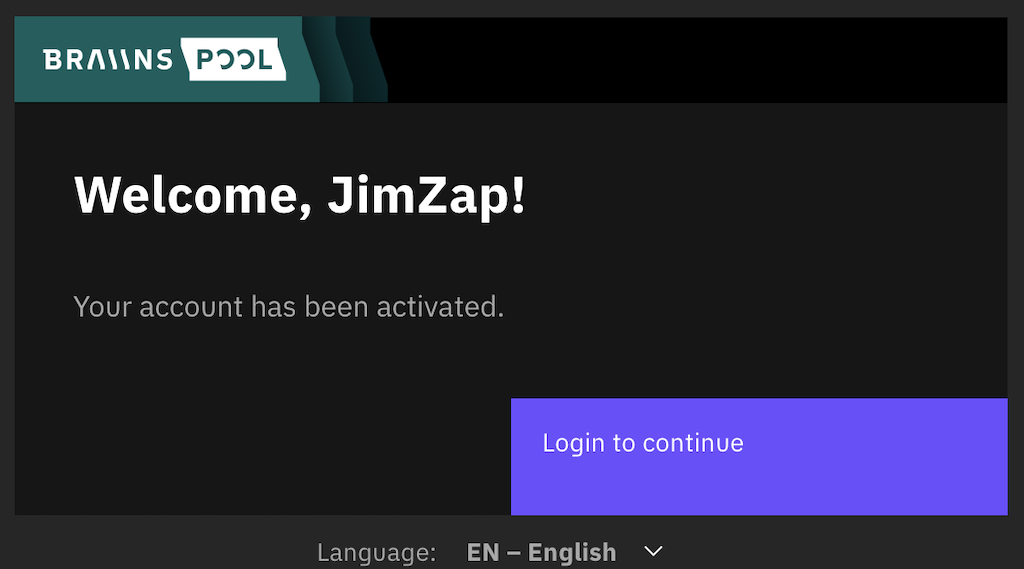 BRAIINS POOL
Welcome, JimZap!
Your account has been activated.
Login to continue
Language: EN – English